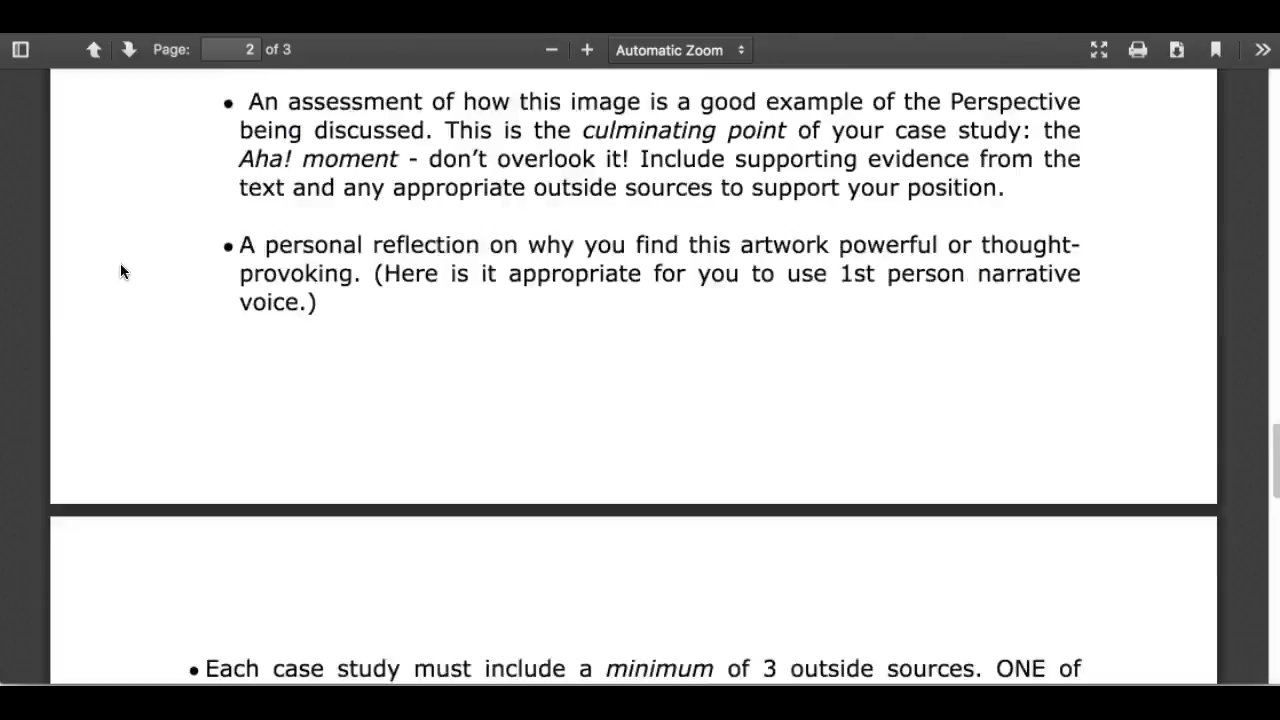 Page: 2 of 3 Automatic Zoom
• An assessment of how this image is a good example of the Perspective
being discussed. This is the culminating point of your case study: the
Aha! moment - don’t overlook it! Include supporting evidence from the
text and any appropriate outside sources to support your position.
• A personal reflection on why you find this artwork powerful or thought-
provoking. (Here is it appropriate for you to use 1st person narrative
voice.)
• Each case study must include a minimum of 3 outside sources. ONE of